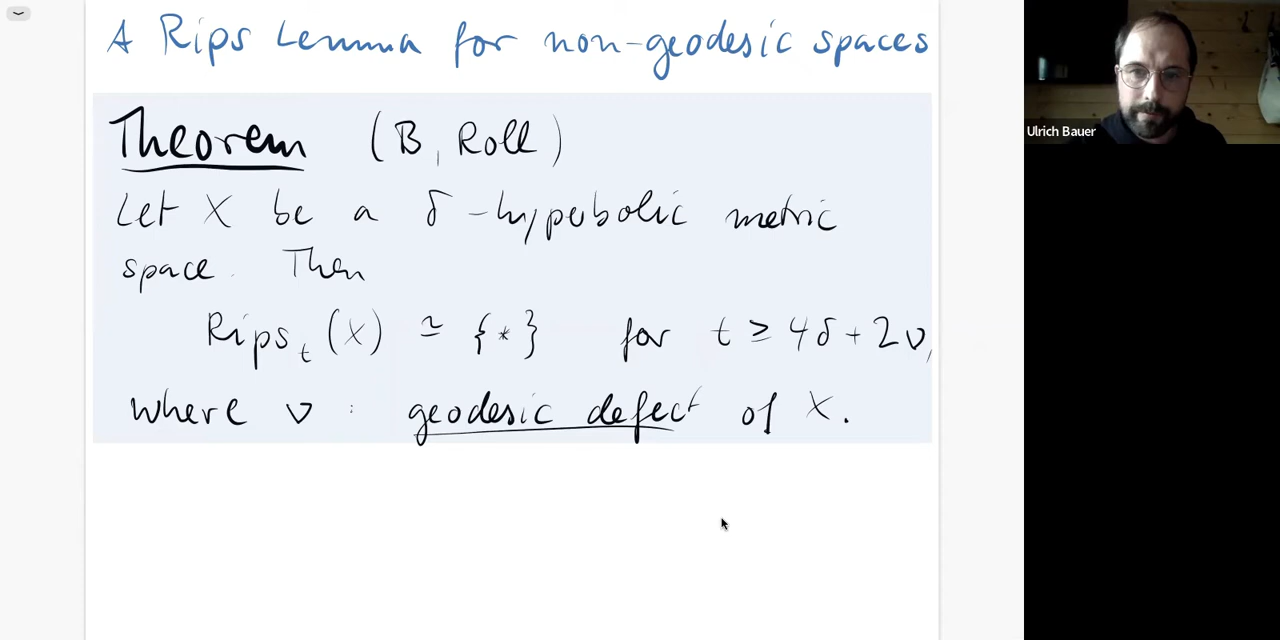 A Rips Lemma for non-geodesic spaces
Theorem (B, Roll)
Let X be a δ-hyperbolic metric
space. Then
Rips_t (X) ≃ {*} for t ≥ 4δ + 2ν,
where ν : geodesic defect of X.
Ulrich Bauer